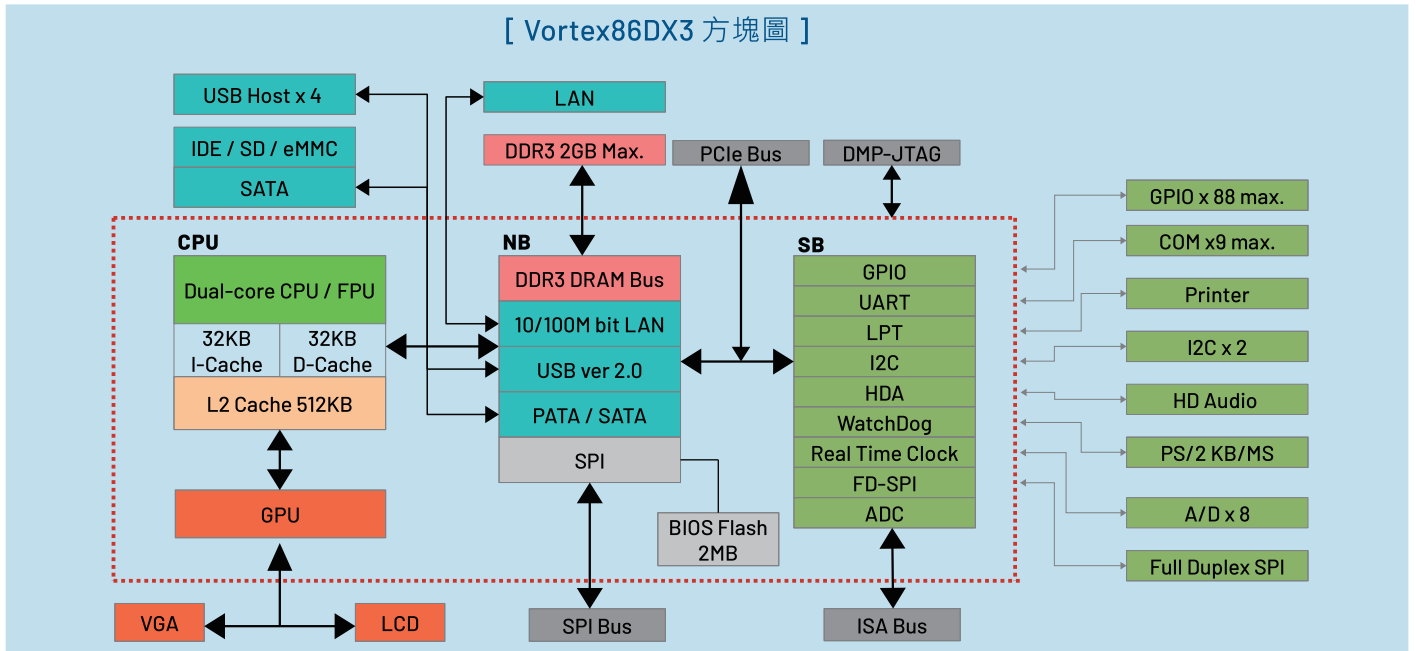 [ Vortex86DX3 方塊圖 ]
USB Host x 4
LAN
IDE / SD / eMMC
SATA
DDR3 2GB Max.
PCIe Bus
DMP-JTAG
CPU
Dual-core CPU / FPU
32KB
I-Cache
32KB
D-Cache
L2 Cache 512KB
GPU
VGA
LCD
NB
DDR3 DRAM Bus
10/100M bit LAN
USB ver 2.0
PATA / SATA
SPI
BIOS Flash
2MB
SPI Bus
SB
GPIO
UART
LPT
I2C
HDA
WatchDog
Real Time Clock
FD-SPI
ADC
ISA Bus
GPIO x 88 max.
COM x9 max.
Printer
I2C x 2
HD Audio
PS/2 KB/MS
A/D x 8
Full Duplex SPI